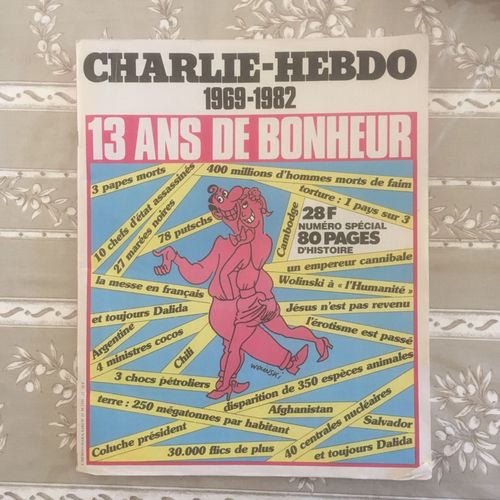 CHARLIE-HEBDO
1969-1982
13 ANS DE BONHEUR
3 papes morts
400 millions d'hommes morts de faim
10 chefs d'état assassinés
torture : 1 pays sur 3
27 marées noires
78 putschs
Cambodge
28F
NUMÉRO SPÉCIAL
80 PAGES
D'HISTOIRE
un empereur cannibale
la messe en français
Wolinski à « l'Humanité »
et toujours Dalida
Jésus n'est pas revenu
Argentine
l'érotisme est passé
4 ministres cocos
Chili
wolinski
3 chocs pétroliers
disparition de 350 espèces animales
terre : 250 mégatonnes par habitant
Afghanistan
Coluche président
40 centrales nucléaires
Salvador
30.000 flics de plus
et toujours Dalida